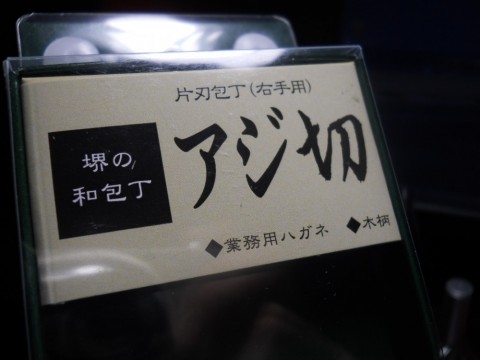 片刃包丁(右手用)
堺の
和包丁
アジ切
◆業務用ハガネ ◆木柄